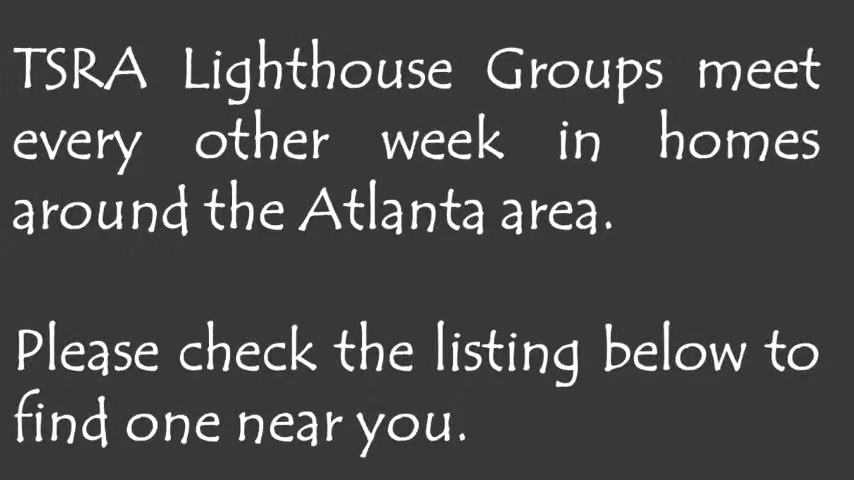 TSRA Lighthouse Groups meet
every other week in homes
around the Atlanta area.
Please check the listing below to
find one near you.